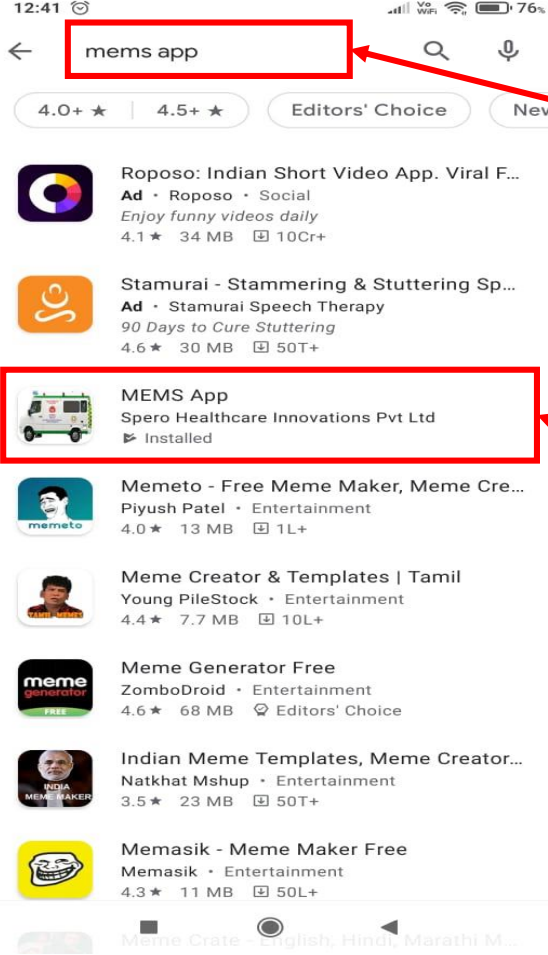 12:41 Vo WiFi 76%
mems app
4.0+ ★ 4.5+ ★ Editors' Choice New
Roposo: Indian Short Video App. Viral F...
Ad • Roposo • Social
Enjoy funny videos daily
4.1★ 34 MB 10Cr+
Stamurai - Stammering & Stuttering Sp...
Ad • Stamurai Speech Therapy
90 Days to Cure Stuttering
4.6★ 30 MB 50T+
MEMS App
Spero Healthcare Innovations Pvt Ltd
Installed
Memeto - Free Meme Maker, Meme Cre...
memeto
Piyush Patel • Entertainment
4.0★ 13 MB 1L+
Meme Creator & Templates | Tamil
TAMIL MEMES
Young PileStock • Entertainment
4.4★ 7.7 MB 10L+
Meme Generator Free
meme
generator
FREE
ZomboDroid • Entertainment
4.6★ 68 MB Editors' Choice
Indian Meme Templates, Meme Creator...
INDIA
MEME MAKER
Natkhat Mshup • Entertainment
3.5★ 23 MB 50T+
Memasik - Meme Maker Free
Memasik • Entertainment
4.3★ 11 MB 50L+
Meme Crate - English, Hindi, Marathi M...